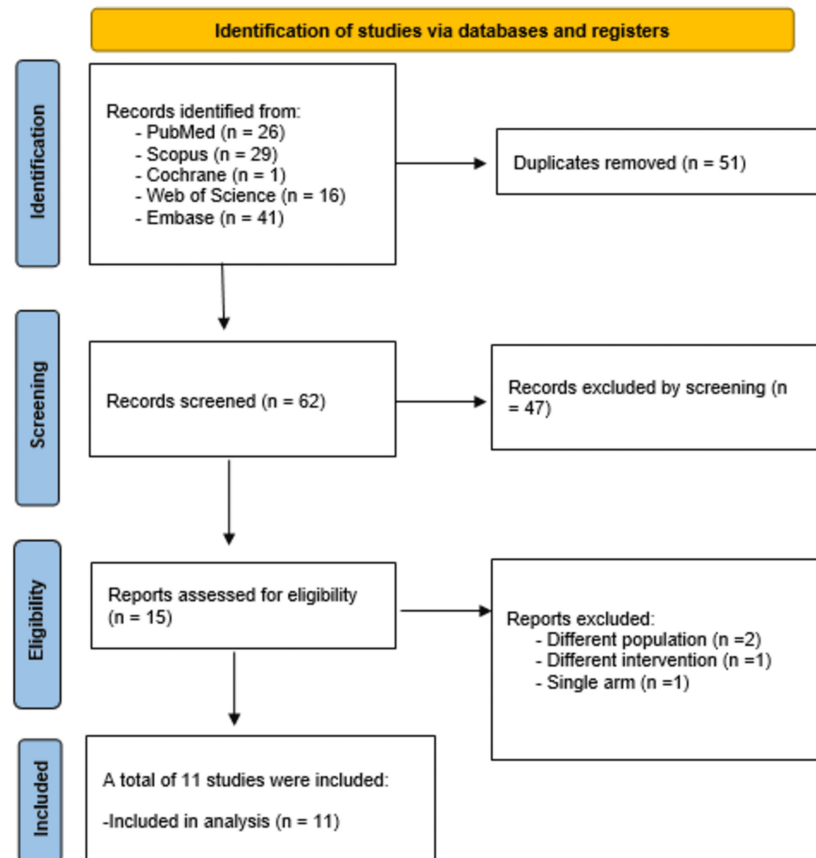 Identification of studies via databases and registers
Identification
Records identified from:
- PubMed (n = 26)
- Scopus (n = 29)
- Cochrane (n = 1)
- Web of Science (n = 16)
- Embase (n = 41)
Duplicates removed (n = 51)
Screening
Records screened (n = 62)
Records excluded by screening (n
= 47)
Eligibility
Reports assessed for eligibility
(n = 15)
Reports excluded:
- Different population (n =2)
- Different intervention (n =1)
- Single arm (n =1)
Included
A total of 11 studies were included:
-Included in analysis (n = 11)